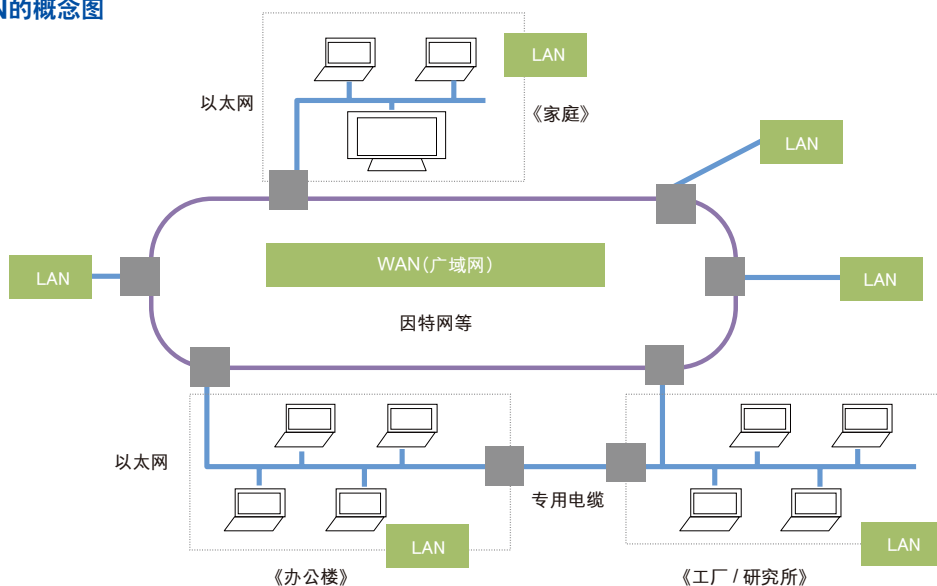 N的概念图
LAN
以太网
《家庭》
LAN
WAN（广域网）
LAN
LAN
因特网等
以太网
专用电缆
LAN
LAN
《办公楼》
《工厂 / 研究所》